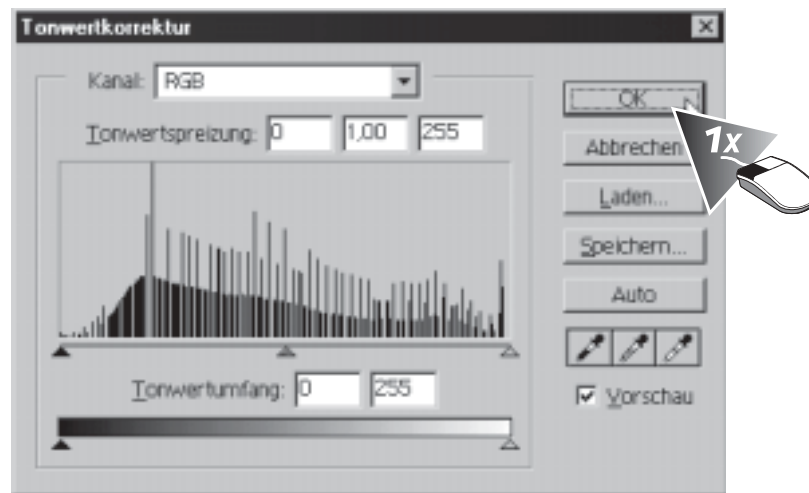 Tonwertkorrektur
Kanal: RGB
Tonwertspreizung: 0 1,00 255
Tonwertumfang: 0 255
OK
1x
Abbrechen
Laden...
Speichern...
Auto
Vorschau